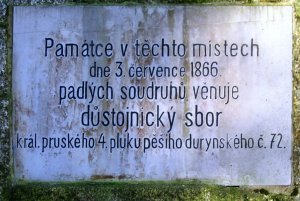 Památce v těchto místech
dne 3. července 1866.
padlých soudruhů věnuje
důstojnický sbor
král. pruského 4. pluku pěšího durynského č. 72.